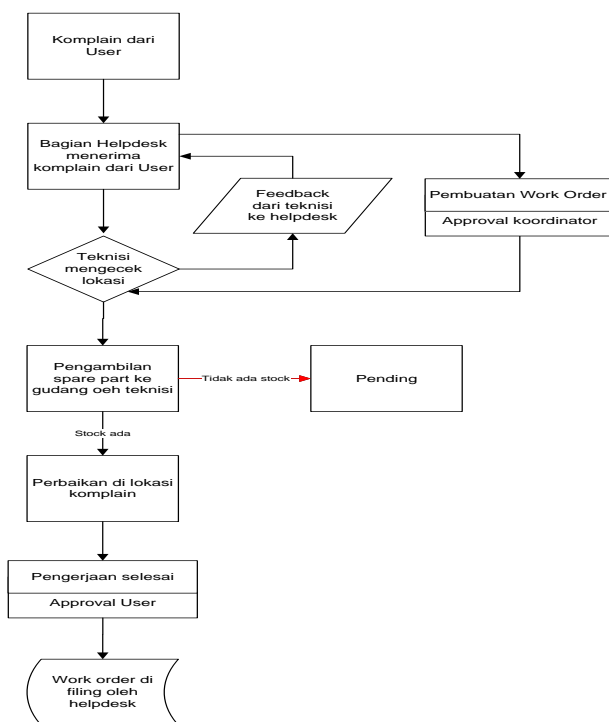 Komplain dari
User
Bagian Helpdesk
menerima
komplain dari User
Feedback
dari teknisi
ke helpdesk
Pembuatan Work Order
Approval koordinator
Teknisi
mengecek
lokasi
Pengambilan
spare part ke
gudang oeh teknisi
Tidak ada stock
Pending
Stock ada
Perbaikan di lokasi
komplain
Pengerjaan selesai
Approval User
Work order di
filing oleh
helpdesk